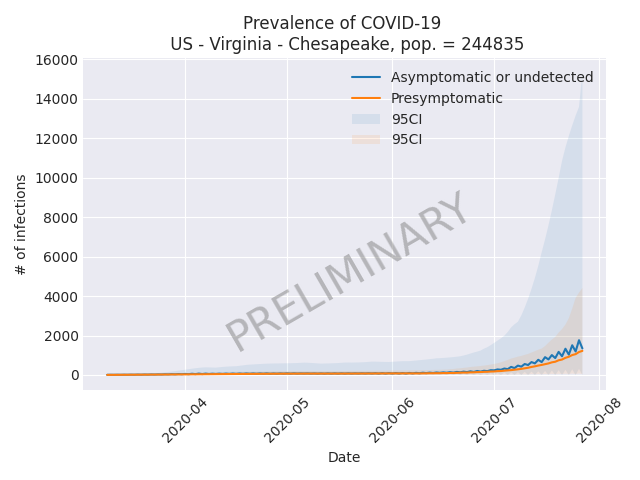 Prevalence of COVID-19
US - Virginia - Chesapeake, pop. = 244835
16000
14000
12000
10000
8000
6000
4000
2000
0
# of infections
Asymptomatic or undetected
Presymptomatic
95CI
95CI
PRELIMINARY
2020-04
2020-05
2020-06
2020-07
2020-08
Date